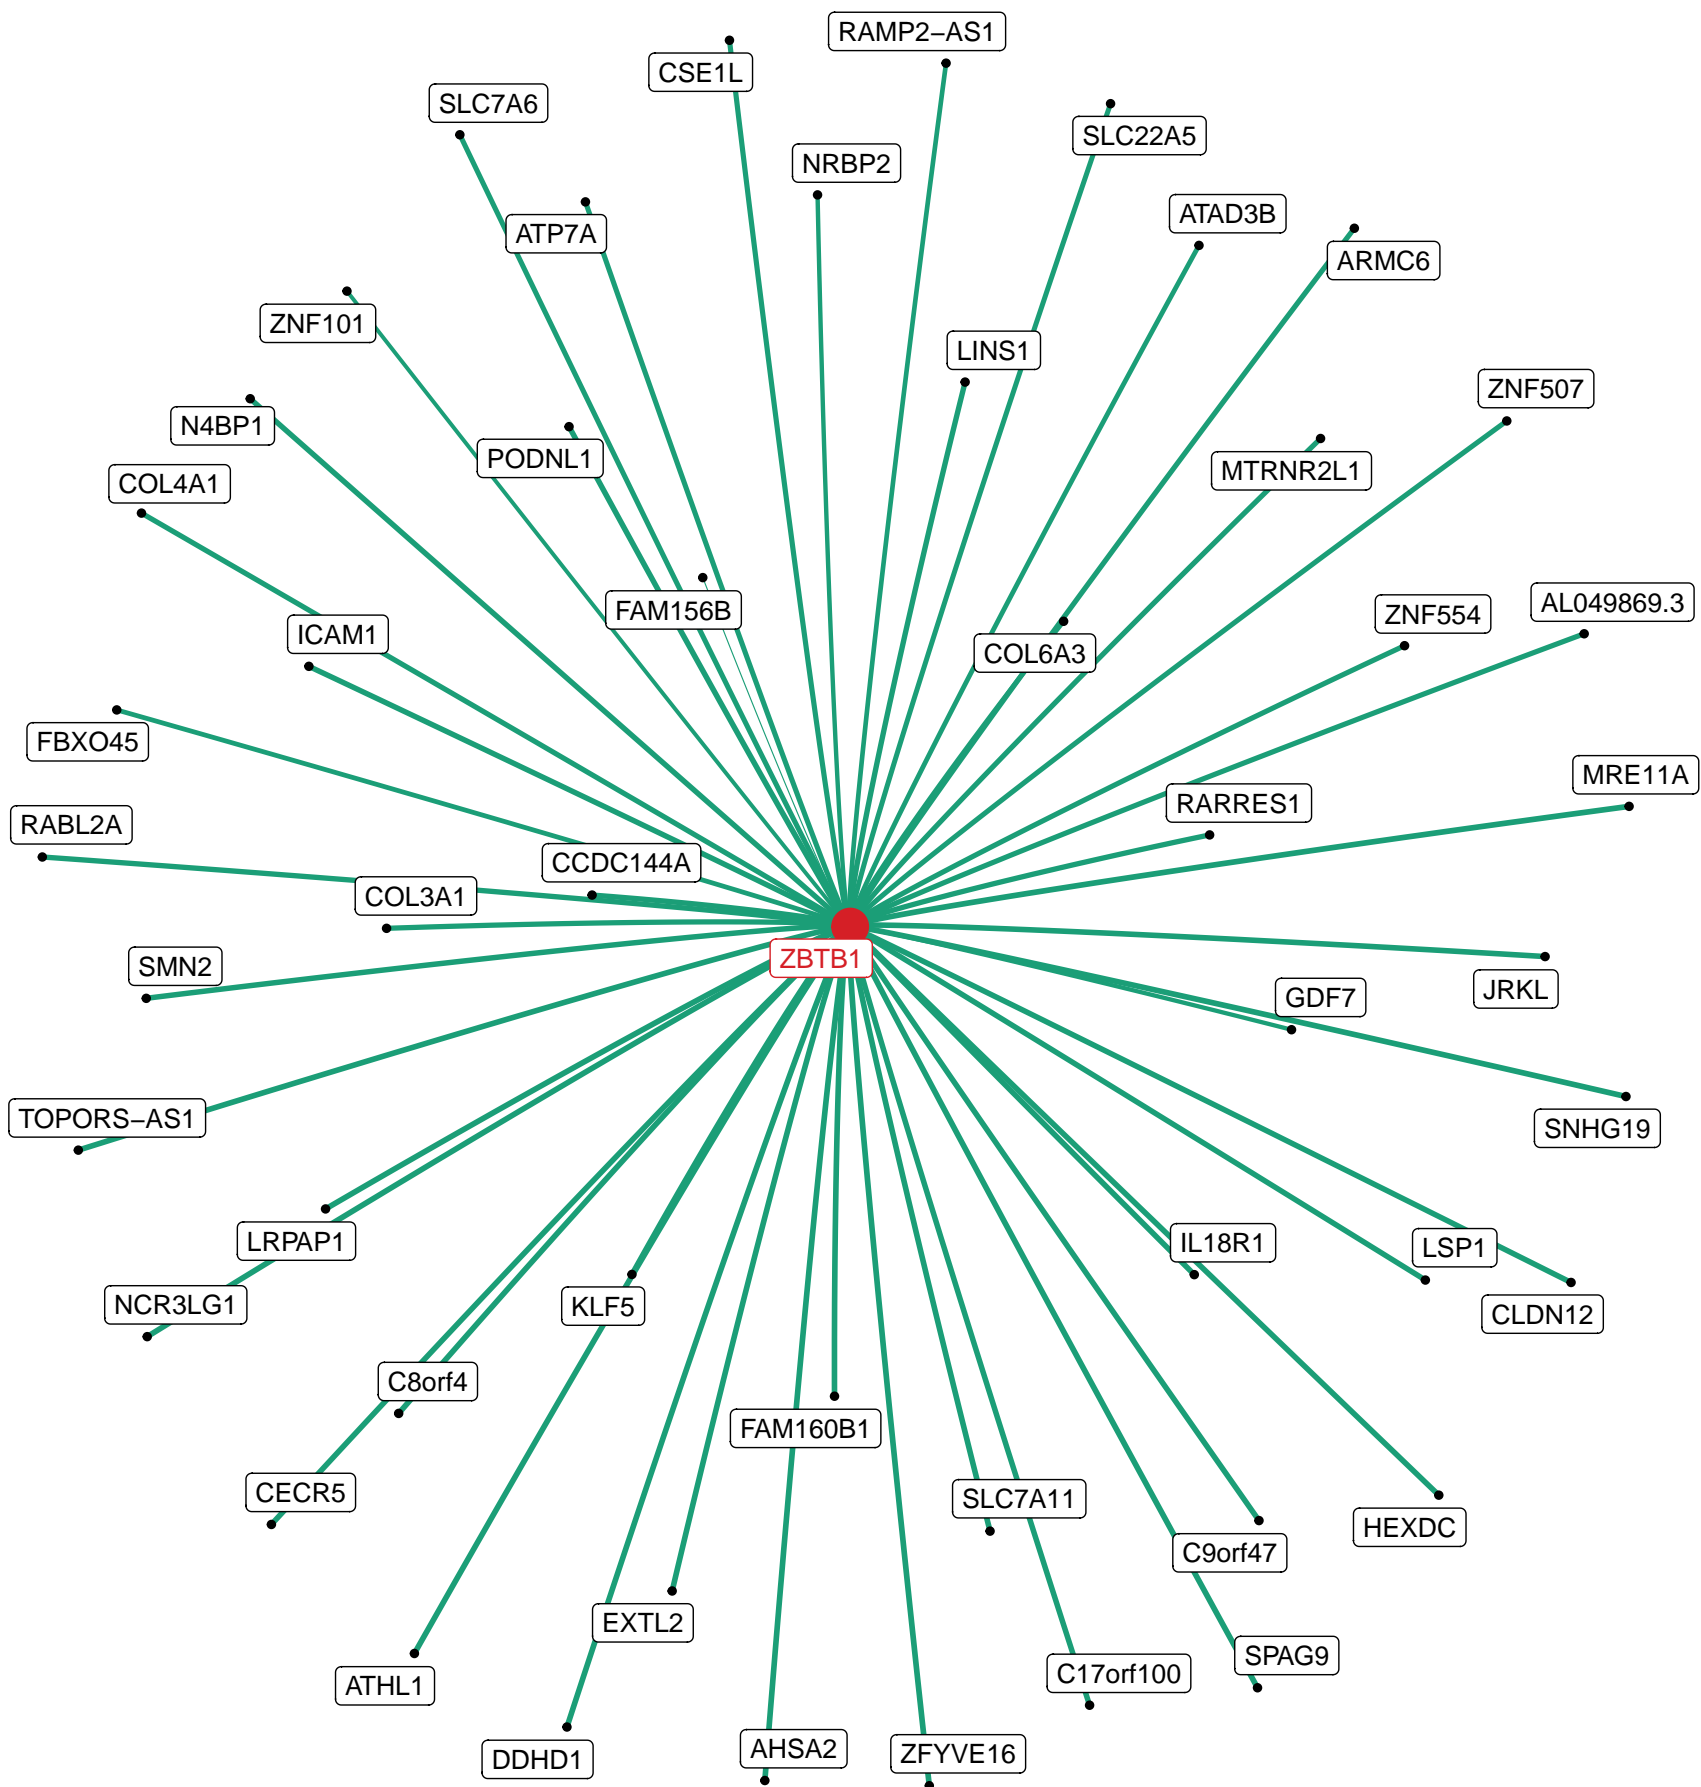 RAMP2−AS1
CSE1L
SLC7A6
SLC22A5
NRBP2
ATAD3B
ATP7A
ARMC6
ZNF101
LINS1
ZNF507
N4BP1
PODNL1
MTRNR2L1
COL4A1
AL049869.3
FAM156B
ZNF554
ICAM1
COL6A3
FBXO45
MRE11A
RARRES1
RABL2A
CCDC144A
COL3A1
ZBTB1
SMN2
JRKL
GDF7
TOPORS−AS1
SNHG19
LRPAP1
IL18R1
LSP1
NCR3LG1
KLF5
CLDN12
C8orf4
FAM160B1
CECR5
SLC7A11
HEXDC
C9orf47
EXTL2
SPAG9
C17orf100
ATHL1
AHSA2
ZFYVE16
DDHD1